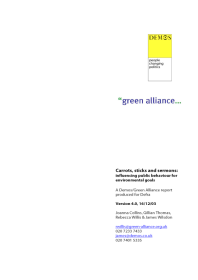 DEMOS
people
changing
politics
"green alliance...
Carrots, sticks and sermons:
influencing public behaviour for
environmental goals
A Demos/Green Alliance report
produced for Defra
Version 4.0, 16/12/03
Joanna Collins, Gillian Thomas,
Rebecca Willis & James Wilsdon
rwillis@green-alliance.org.uk
020 7233 7433
james@demos.co.uk
020 7401 5335